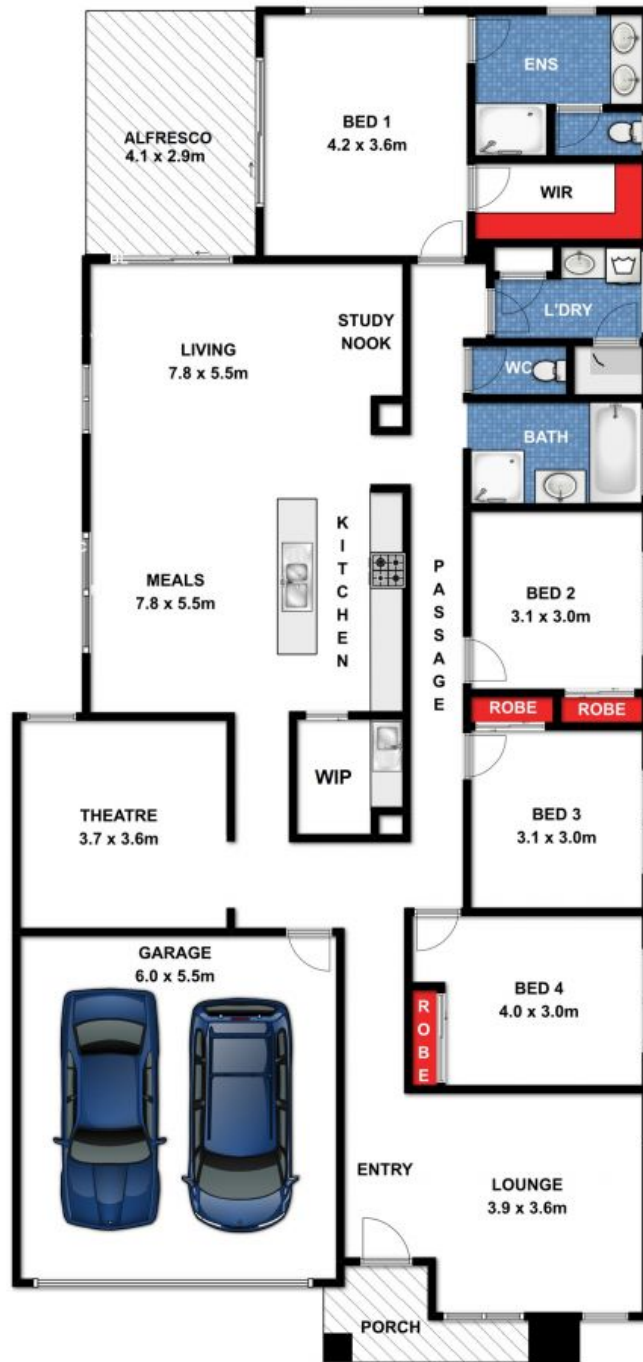 ENS
BED 1
4.2 x 3.6m
ALFRESCO
4.1 x 2.9m
WIR
L'DRY
STUDY
NOOK
LIVING
7.8 x 5.5m
WC
BATH
KITCHEN
PASSAGE
MEALS
7.8 x 5.5m
BED 2
3.1 x 3.0m
ROBE
ROBE
WIP
THEATRE
3.7 x 3.6m
BED 3
3.1 x 3.0m
GARAGE
6.0 x 5.5m
BED 4
4.0 x 3.0m
ROBE
ENTRY
LOUNGE
3.9 x 3.6m
PORCH